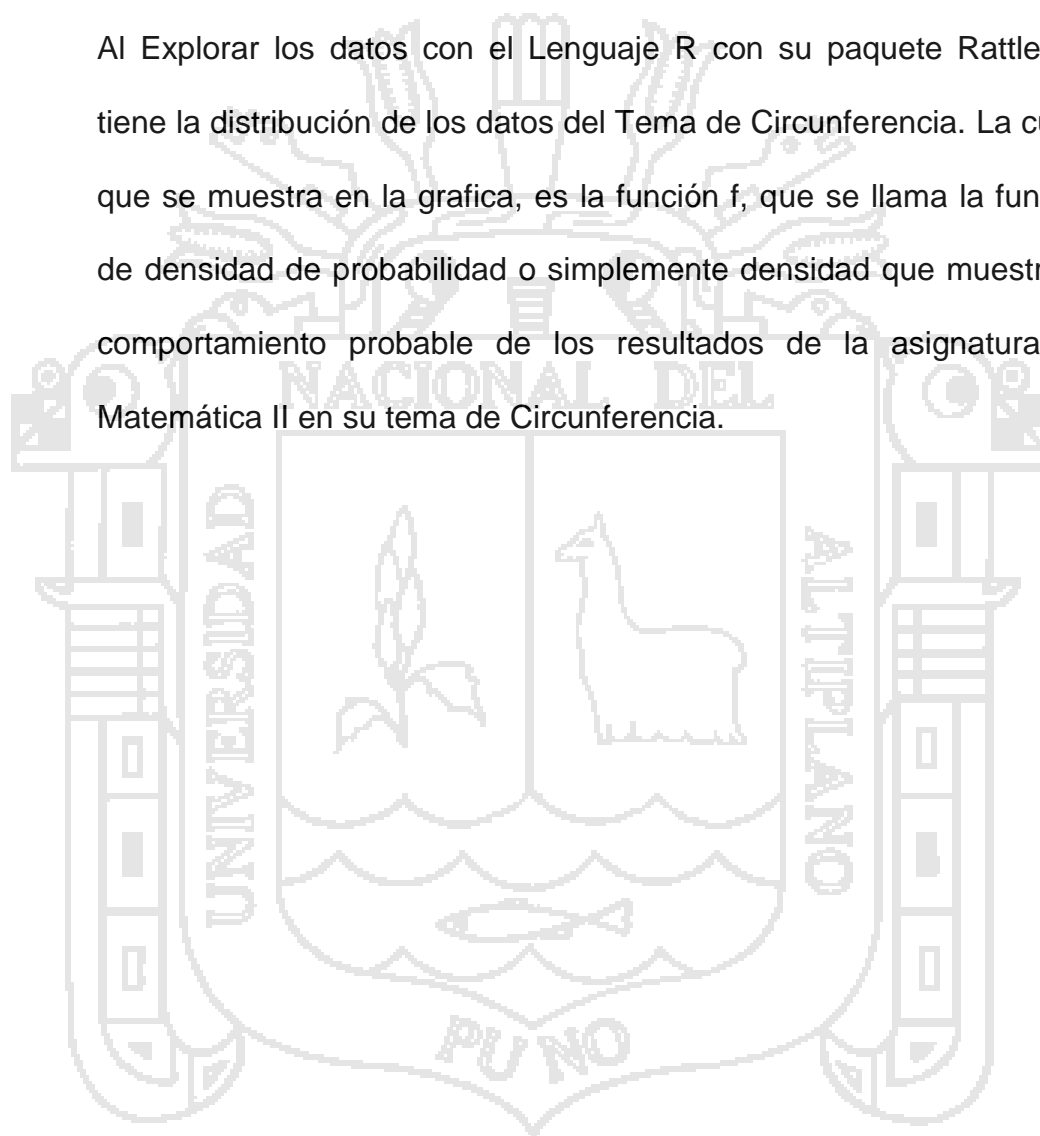 Al Explorar los datos con el Lenguaje R con su paquete Rattle
tiene la distribución de los datos del Tema de Circunferencia. La
que se muestra en la grafica, es la función f, que se llama la
de densidad de probabilidad o simplemente densidad que
comportamiento probable de los resultados de la asignatura
NACIONAL DEL
Matemática II en su tema de Circunferencia.
UNIVERSIDAD
ALTIPLANO
PUNO